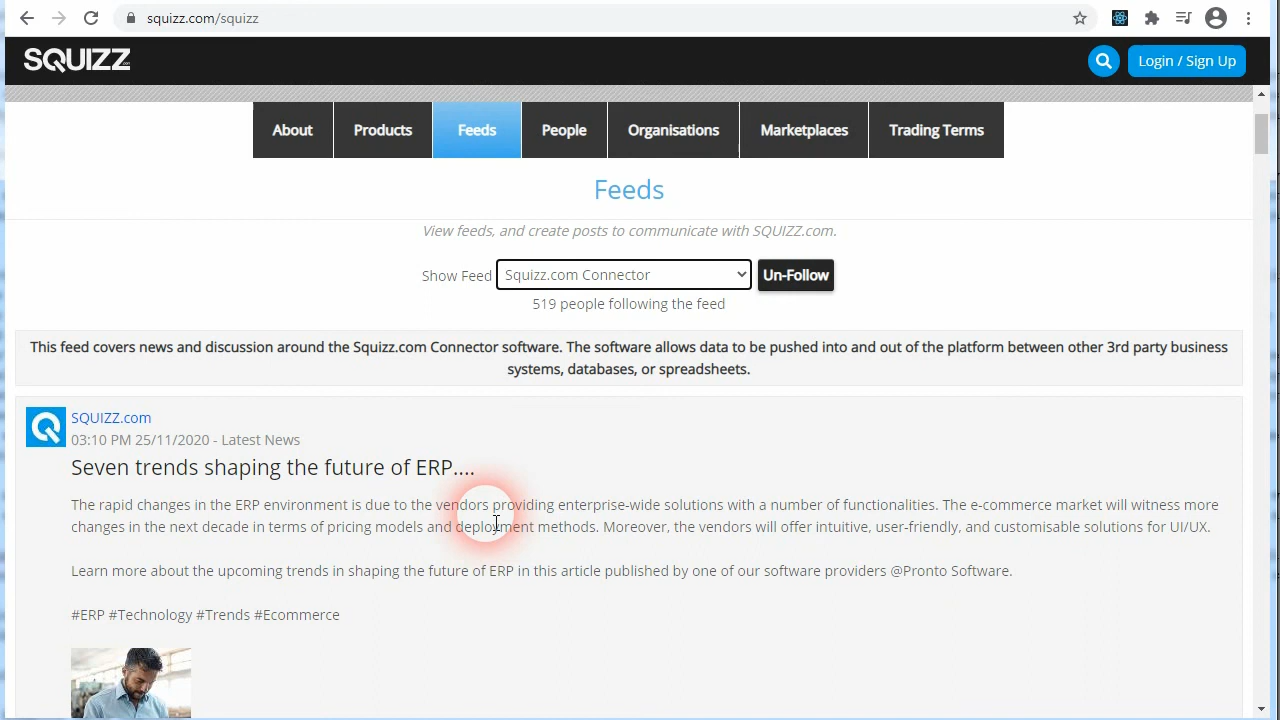 squizz.com/squizz
SQUIZZ
Login / Sign Up
About Products Feeds People Organisations Marketplaces Trading Terms
Feeds
View feeds, and create posts to communicate with SQUIZZ.com.
Show Feed Squizz.com Connector Un-Follow
519 people following the feed
This feed covers news and discussion around the Squizz.com Connector software. The software allows data to be pushed into and out of the platform between other 3rd party business
systems, databases, or spreadsheets.
SQUIZZ.com
03:10 PM 25/11/2020 - Latest News
Seven trends shaping the future of ERP....
The rapid changes in the ERP environment is due to the vendors providing enterprise-wide solutions with a number of functionalities. The e-commerce market will witness more
changes in the next decade in terms of pricing models and deployment methods. Moreover, the vendors will offer intuitive, user-friendly, and customisable solutions for UI/UX.
Learn more about the upcoming trends in shaping the future of ERP in this article published by one of our software providers @Pronto Software.
#ERP #Technology #Trends #Ecommerce